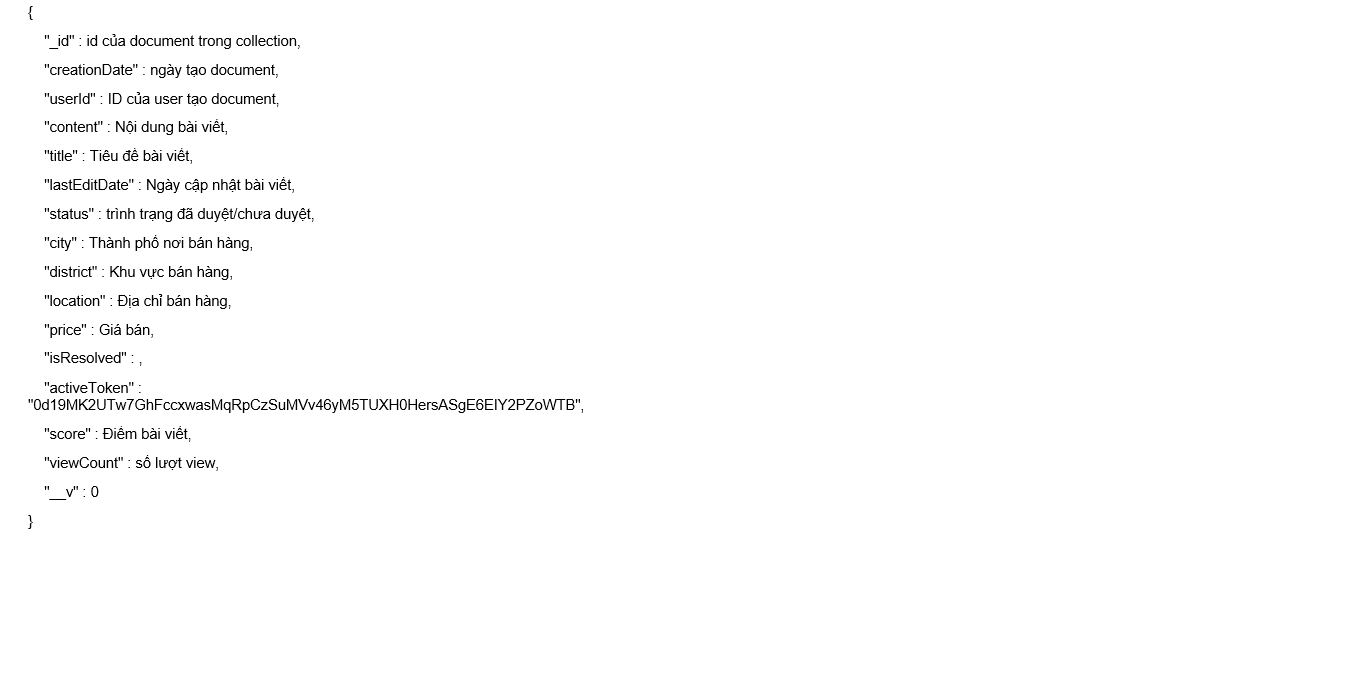 {
"_id" : id của document trong collection,
"creationDate" : ngày tạo document,
"userId" : ID của user tạo document,
"content" : Nội dung bài viết,
"title" : Tiêu đề bài viết,
"lastEditDate" : Ngày cập nhật bài viết,
"status" : trình trạng đã duyệt/chưa duyệt,
"city" : Thành phố nơi bán hàng,
"district" : Khu vực bán hàng,
"location" : Địa chỉ bán hàng,
"price" : Giá bán,
"isResolved" : ,
"activeToken" :
"0d19MK2UTw7GhFccxwasMqRpCzSuMVv46yM5TUXH0HersASgE6EIY2PZoWTB",
"score" : Điểm bài viết,
"viewCount" : số lượt view,
"__v" : 0
}